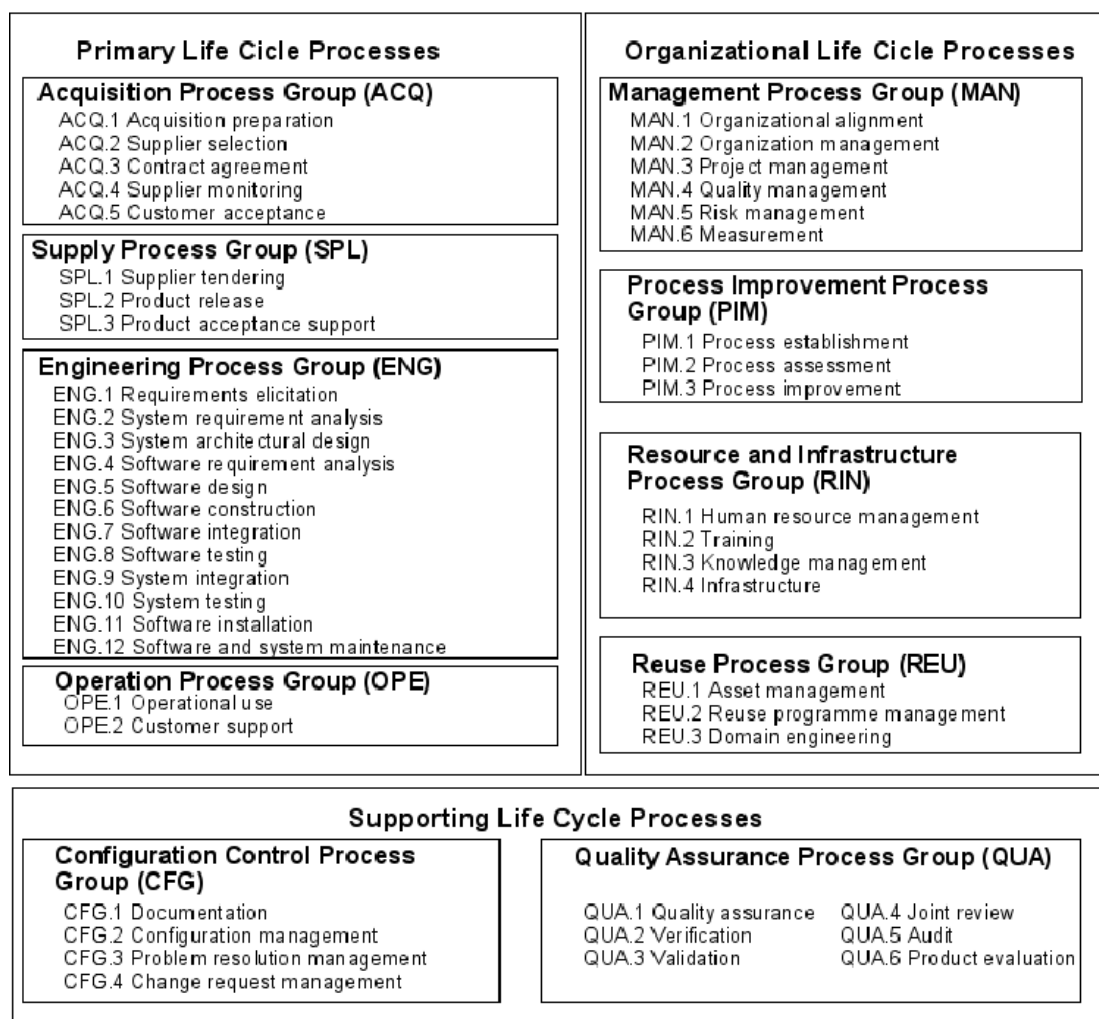 Primary Life Cicle Processes
Acquisition Process Group (ACQ)
ACQ.1 Acquisition preparation
ACQ.2 Supplier selection
ACQ.3 Contract agreement
ACQ.4 Supplier monitoring
ACQ.5 Customer acceptance
Supply Process Group (SPL)
SPL.1 Supplier tendering
SPL.2 Product release
SPL.3 Product acceptance support
Engineering Process Group (ENG)
ENG.1 Requirements elicitation
ENG.2 System requirement analysis
ENG.3 System architectural design
ENG.4 Software requirement analysis
ENG.5 Software design
ENG.6 Software construction
ENG.7 Software integration
ENG.8 Software testing
ENG.9 System integration
ENG.10 System testing
ENG.11 Software installation
ENG.12 Software and system maintenance
Operation Process Group (OPE)
OPE.1 Operational use
OPE.2 Customer support
Organizational Life Cicle Processes
Management Process Group (MAN)
MAN.1 Organizational alignment
MAN.2 Organization management
MAN.3 Project management
MAN.4 Quality management
MAN.5 Risk management
MAN.6 Measurement
Process Improvement Process
Group (PIM)
PIM.1 Process establishment
PIM.2 Process assessment
PIM.3 Process improvement
Resource and Infrastructure
Process Group (RIN)
RIN.1 Human resource management
RIN.2 Training
RIN.3 Knowledge management
RIN.4 Infrastructure
Reuse Process Group (REU)
REU.1 Asset management
REU.2 Reuse programme management
REU.3 Domain engineering
Supporting Life Cycle Processes
Configuration Control Process
Group (CFG)
CFG.1 Documentation
CFG.2 Configuration management
CFG.3 Problem resolution management
CFG.4 Change request management
Quality Assurance Process Group (QUA)
QUA.1 Quality assurance
QUA.2 Verification
QUA.3 Validation
QUA.4 Joint review
QUA.5 Audit
QUA.6 Product evaluation